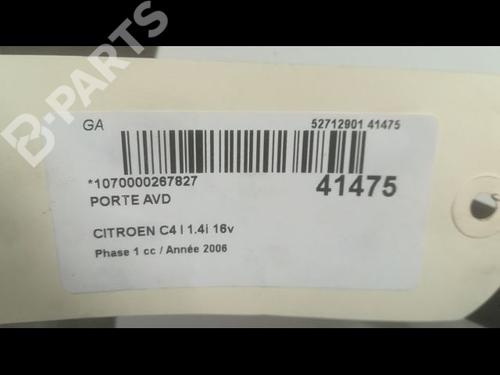 B-PARTS
GA
52712901 41475
*1070000267827
41475
PORTE AVD
CITROEN C4 I 1.4i 16v
Phase 1 cc / Année 2006